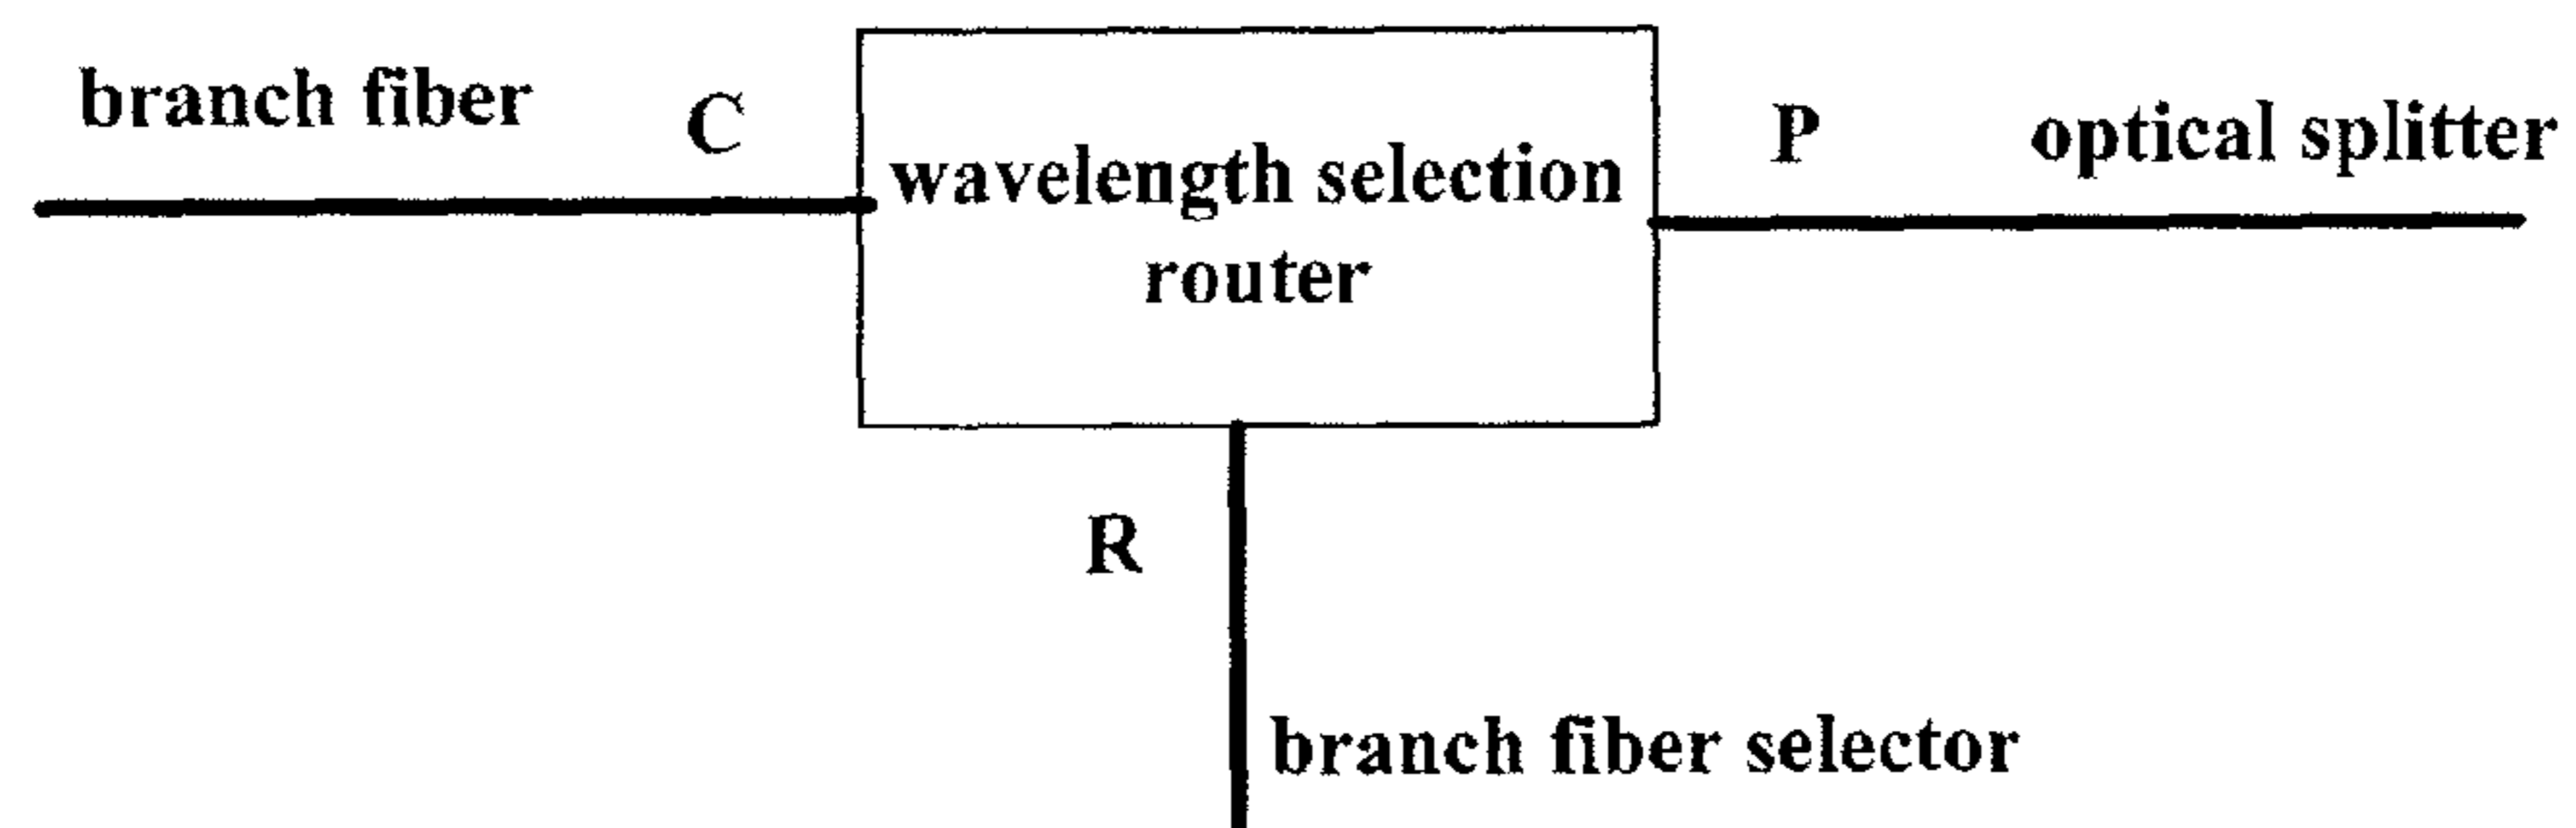 branch fiber
C
wavelength selection
router
P
optical splitter
R
branch fiber selector